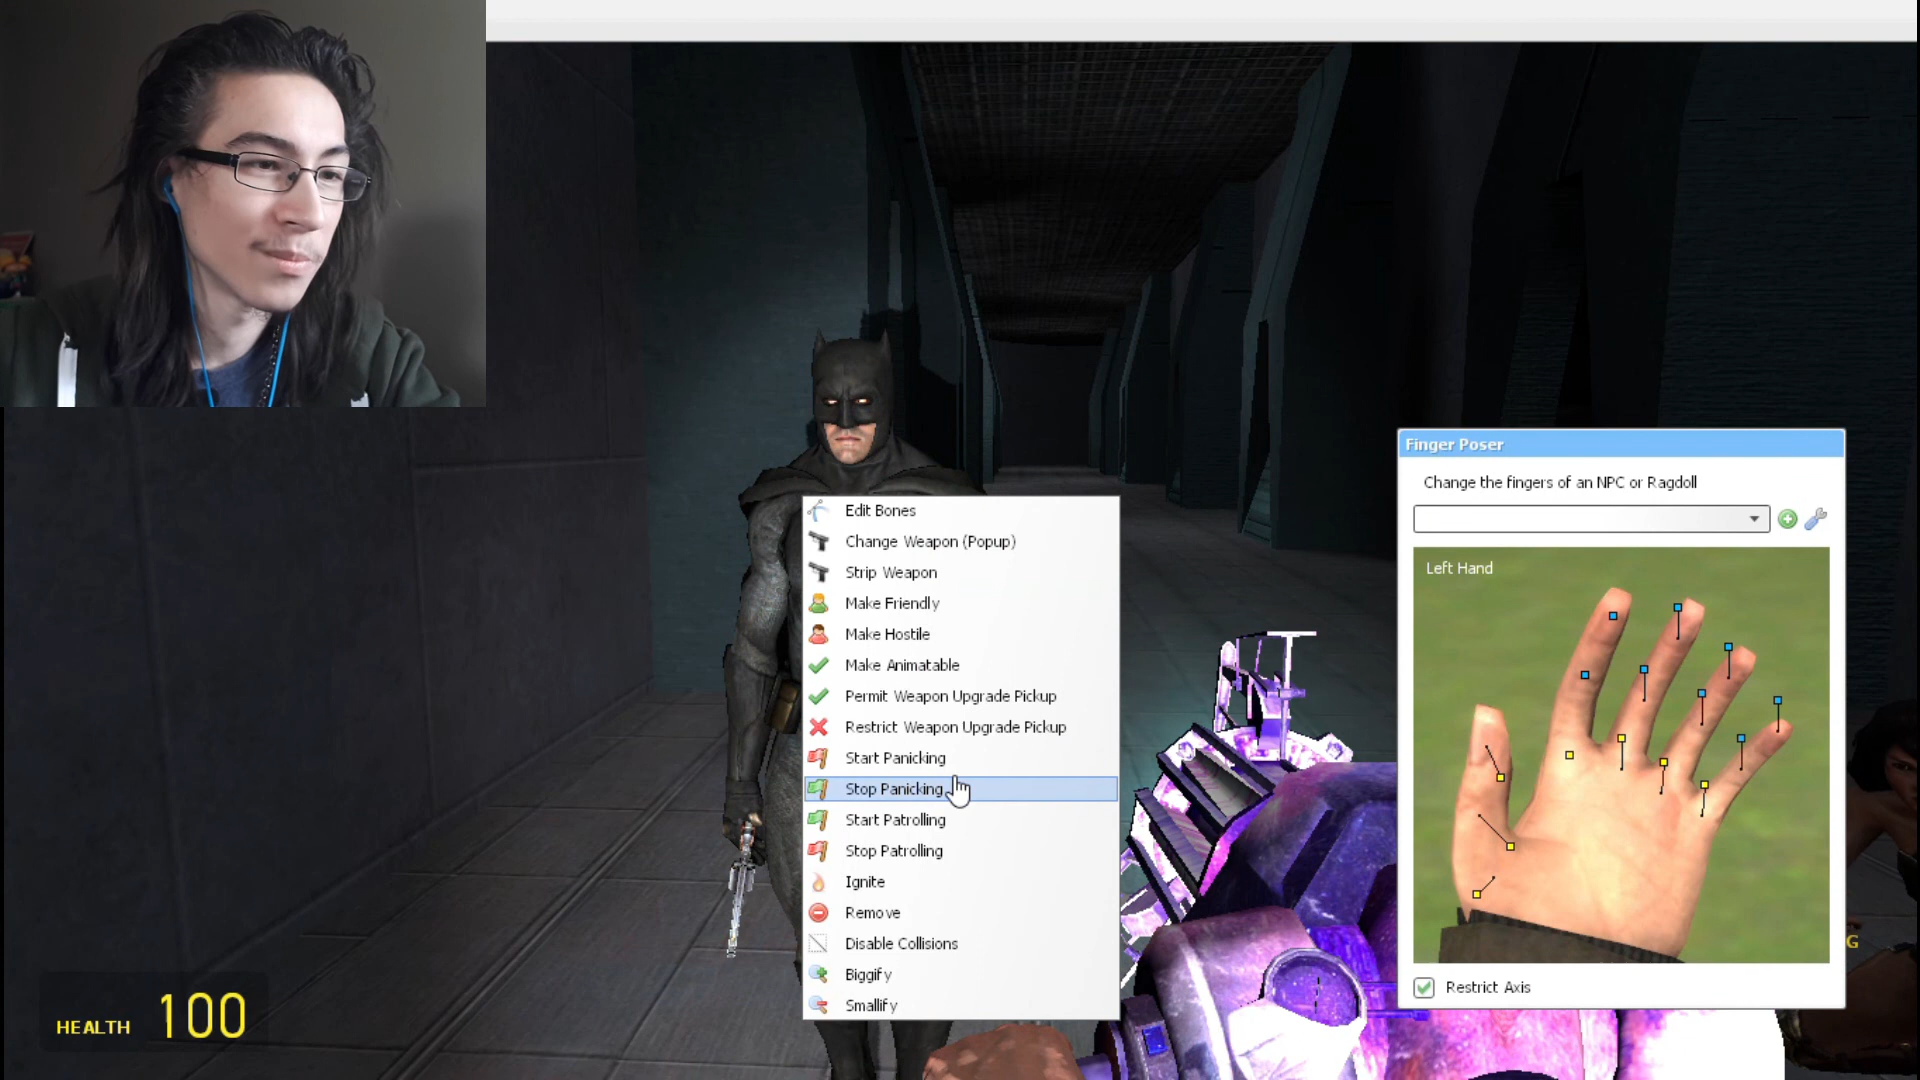 Edit Bones
Change Weapon (Popup)
Strip Weapon
Make Friendly
Make Hostile
Make Animatable
Permit Weapon Upgrade Pickup
Restrict Weapon Upgrade Pickup
Start Panicking
Stop Panicking
Start Patrolling
Stop Patrolling
Ignite
Remove
Disable Collisions
Biggify
Smallify
Finger Poser
Change the fingers of an NPC or Ragdoll
Left Hand
Restrict Axis
G
HEALTH 100